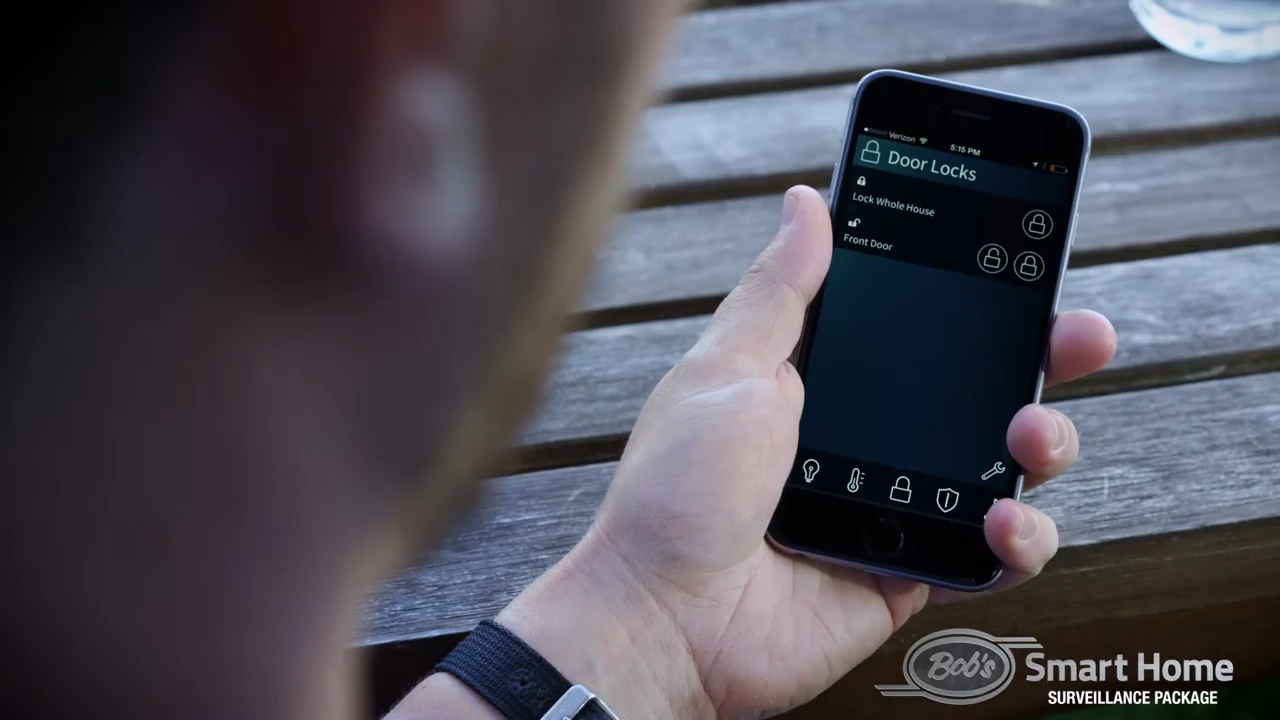 Verizon
5:15 PM
Door Locks
Lock Whole House
Front Door
Bob's
Smart Home
SURVEILLANCE PACKAGE